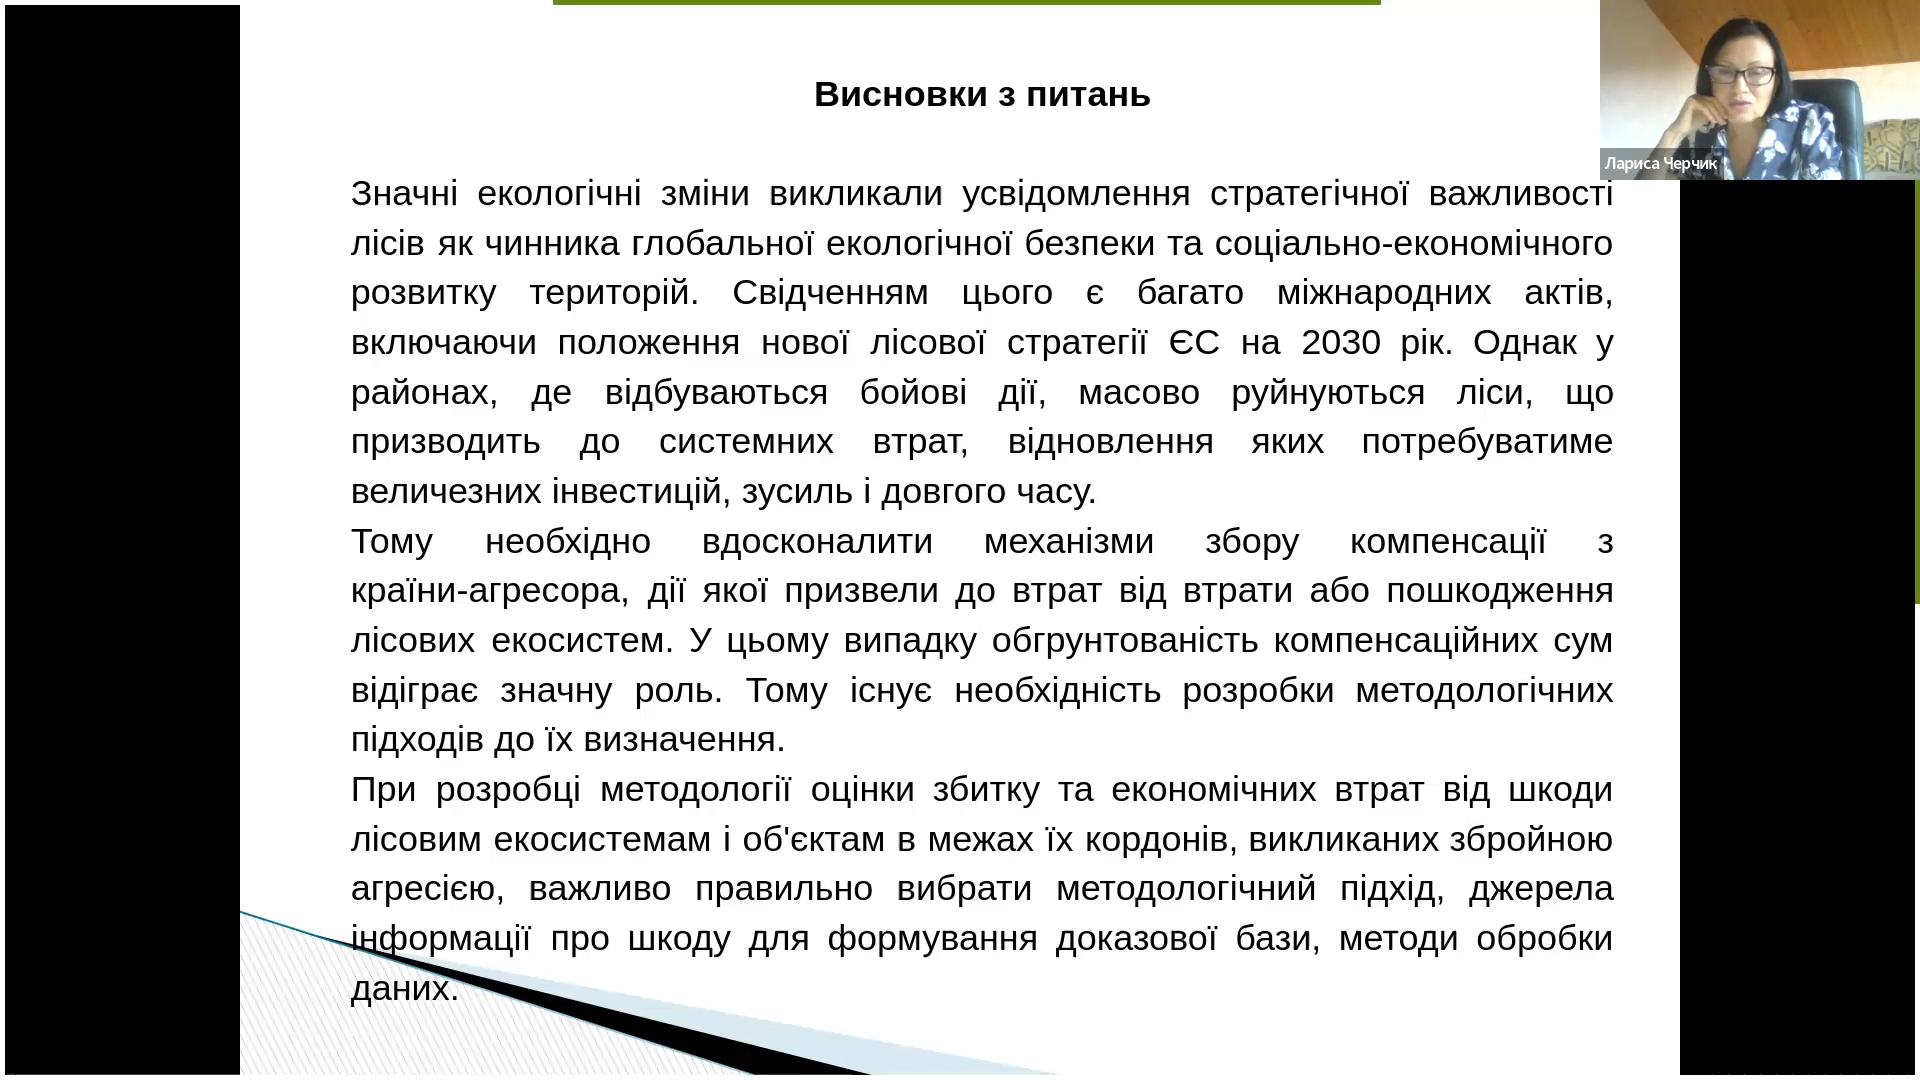 Висновки з питань
Лариса Черчик
Значні екологічні зміни викликали усвідомлення стратегічної важливості
лісів як чинника глобальної екологічної безпеки та соціально-економічного
розвитку територій. Свідченням цього є багато міжнародних актів,
включаючи положення нової лісової стратегії ЄС на 2030 рік. Однак у
районах, де відбуваються бойові дії, масово руйнуються ліси, що
призводить до системних втрат, відновлення яких потребуватиме
величезних інвестицій, зусиль і довгого часу.
Тому необхідно вдосконалити механізми збору компенсації з
країни-агресора, дії якої призвели до втрат від втрати або пошкодження
лісових екосистем. У цьому випадку обгрунтованість компенсаційних сум
відіграє значну роль. Тому існує необхідність розробки методологічних
підходів до їх визначення.
При розробці методології оцінки збитку та економічних втрат від шкоди
лісовим екосистемам і об'єктам в межах їх кордонів, викликаних збройною
агресією, важливо правильно вибрати методологічний підхід, джерела
інформації про шкоду для формування доказової бази, методи обробки
даних.